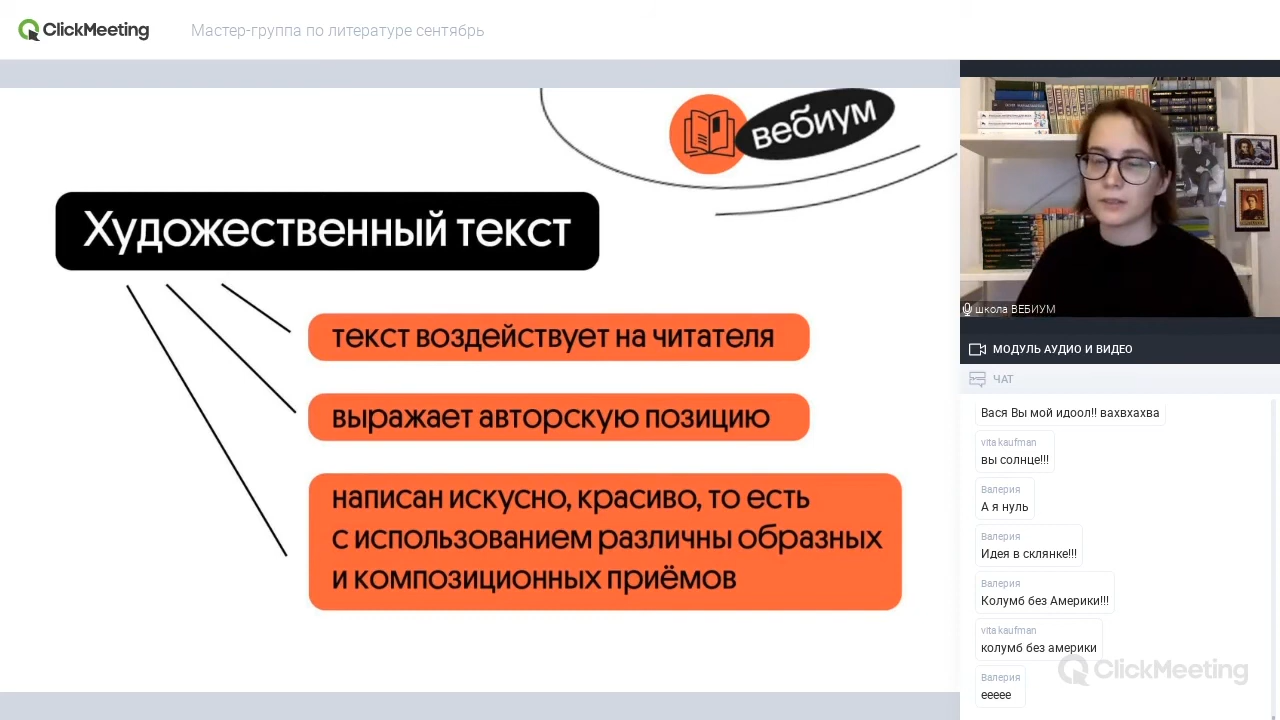 ClickMeeting
Мастер-группа по литературе сентябрь
вебиум
Художественный текст
текст воздействует на читателя
выражает авторскую позицию
написан искусно, красиво, то есть
с использованием различны образных
и композиционных приёмов
школа ВЕБИУМ
МОДУЛЬ АУДИО И ВИДЕО
ЧАТ
Вася Вы мой идоол!! вахвхахва
vita kaufman
вы солнце!!!
Валерия
А я нуль
Валерия
Идея в склянке!!!
Валерия
Колумб без Америки!!!
vita kaufman
колумб без америки
ClickMeeting
Валерия
еееее